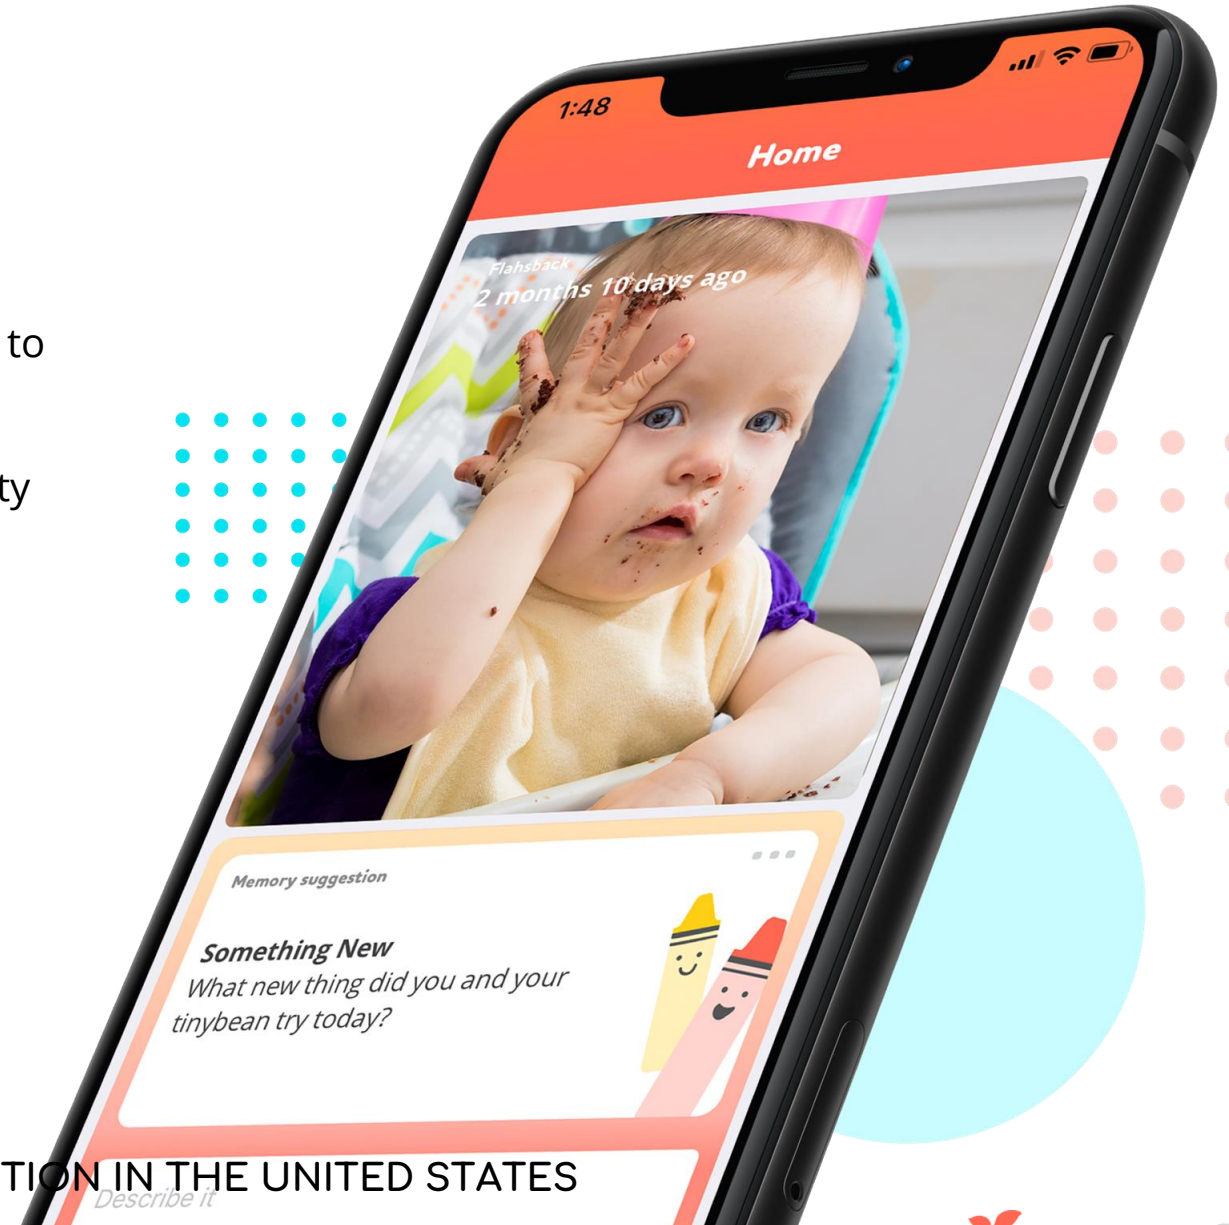 1:48
Home
Flahsback
2 months 10 days ago
to
ty
Memory suggestion
Something New
What new thing did you and your
tinybean try today?
TION IN THE UNITED STATES
Describe it